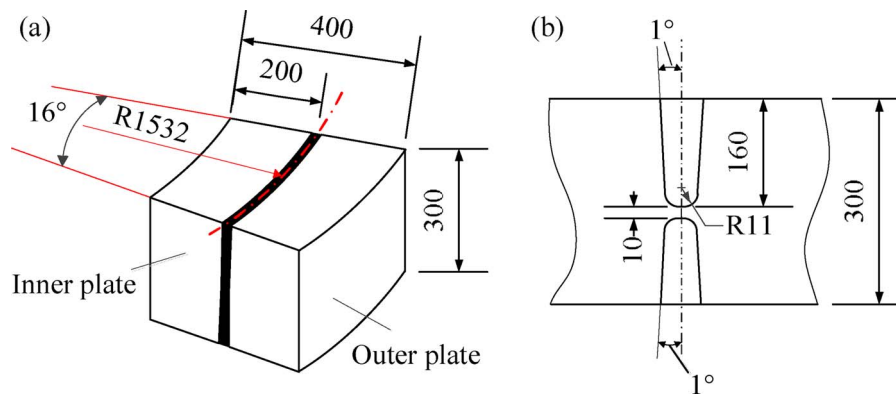 (a)
400
200
16°
R1532
300
Inner plate
Outer plate
(b)
1°
160
300
10
R11
1°